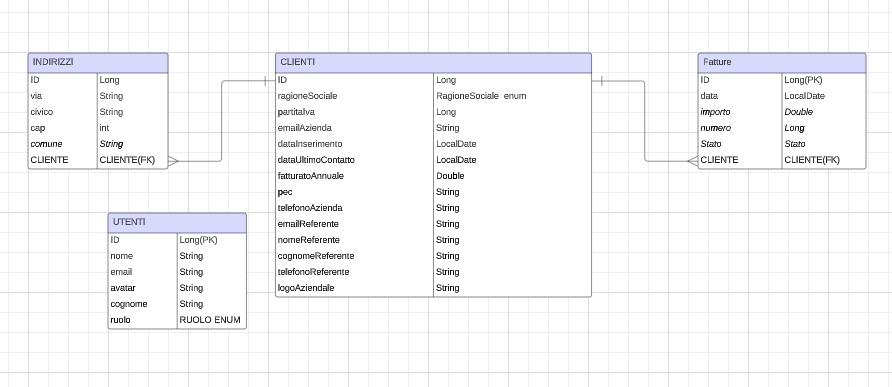 INDIRIZZI
ID Long
via String
civico String
cap int
comune String
CLIENTE CLIENTE(FK)
CLIENTI
ID Long
ragioneSociale RagioneSociale enum
partitaIva Long
emailAzienda String
dataInserimento LocalDate
dataUltimoContatto LocalDate
fatturatoAnnuale Double
pec String
telefonoAzienda String
emailReferente String
nomeReferente String
cognomeReferente String
telefonoReferente String
logoAziendale String
Fatture
ID Long(PK)
data LocalDate
importo Double
numero Long
Stato Stato
CLIENTE CLIENTE(FK)
UTENTI
ID Long(PK)
nome String
email String
avatar String
cognome String
ruolo RUOLO ENUM